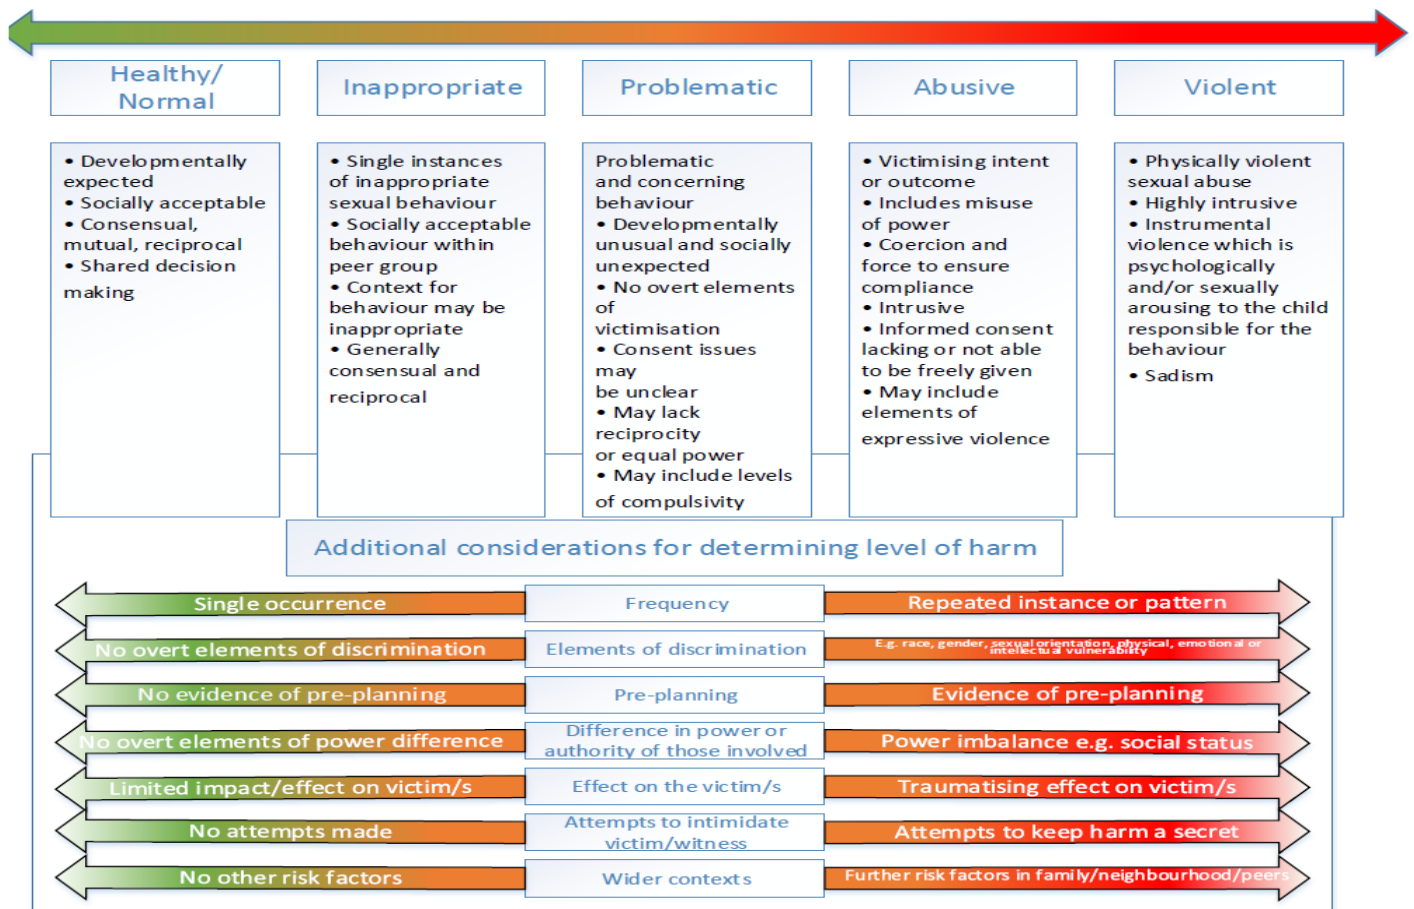 Healthy/
Normal
Inappropriate
Problematic
Abusive
Violent
• Developmentally
expected
• Socially acceptable
• Consensual,
mutual, reciprocal
• Shared decision
making
• Single instances
of inappropriate
sexual behaviour
• Socially acceptable
behaviour within
peer group
• Context for
behaviour may be
inappropriate
• Generally
consensual and
reciprocal
Problematic
and concerning
behaviour
• Developmentally
unusual and socially
unexpected
• No overt elements
of
victimisation
• Consent issues
may
be unclear
• May lack
reciprocity
or equal power
• May include levels
of compulsivity
• Victimising intent
or outcome
• Includes misuse
of power
• Coercion and
force to ensure
compliance
• Intrusive
• Informed consent
lacking or not able
to be freely given
• May include
elements of
expressive violence
• Physically violent
sexual abuse
• Highly intrusive
• Instrumental
violence which is
psychologically
and/or sexually
arousing to the child
responsible for the
behaviour
• Sadism
Additional considerations for determining level of harm
Single occurrence
Frequency
Repeated instance or pattern
No overt elements of discrimination
Elements of discrimination
E.g. race, gender, sexual orientation, physical, emotional or
intellectual vulnerability
No evidence of pre-planning
Pre-planning
Evidence of pre-planning
No overt elements of power difference
Difference in power or
authority of those involved
Power imbalance e.g. social status
Limited impact/effect on victim/s
Effect on the victim/s
Traumatising effect on victim/s
No attempts made
Attempts to intimidate
victim/witness
Attempts to keep harm a secret
No other risk factors
Wider contexts
Further risk factors in family/neighbourhood/peers